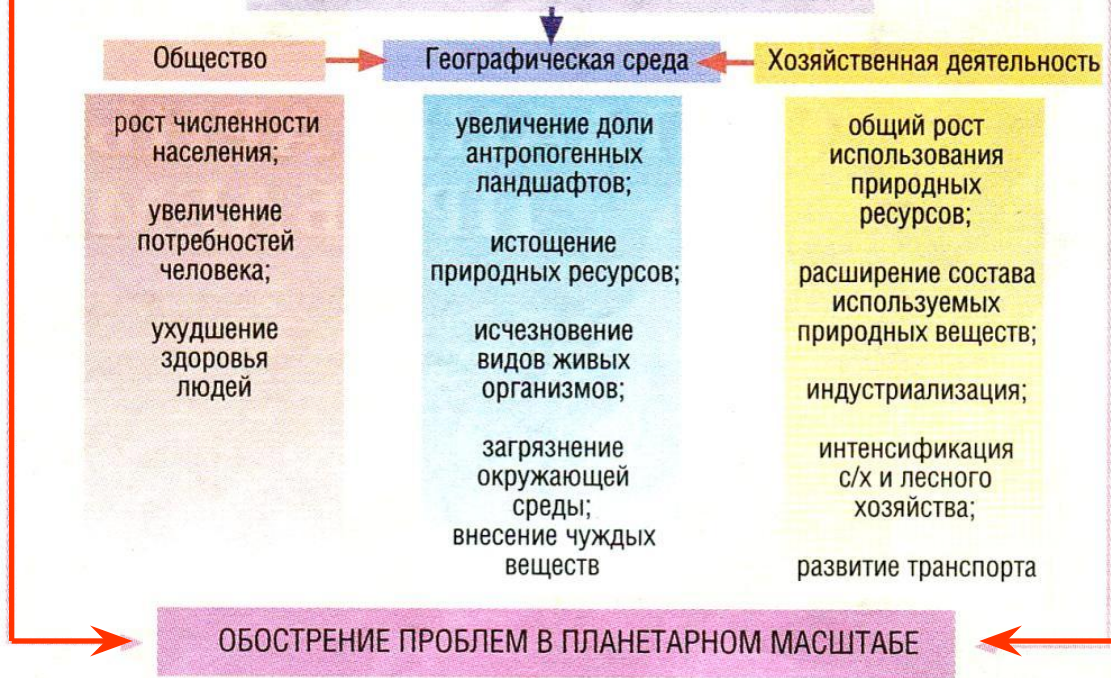 Общество
Географическая среда
Хозяйственная деятельность
рост численности
населения;
увеличение
потребностей
человека;
ухудшение
здоровья
людей
увеличение доли
антропогенных
ландшафтов;
истощение
природных ресурсов;
исчезновение
видов живых
организмов;
загрязнение
окружающей
среды;
внесение чуждых
веществ
общий рост
использования
природных
ресурсов;
расширение состава
используемых
природных веществ;
индустриализация;
интенсификация
с/х и лесного
хозяйства;
развитие транспорта
ОБОСТРЕНИЕ ПРОБЛЕМ В ПЛАНЕТАРНОМ МАСШТАБЕ